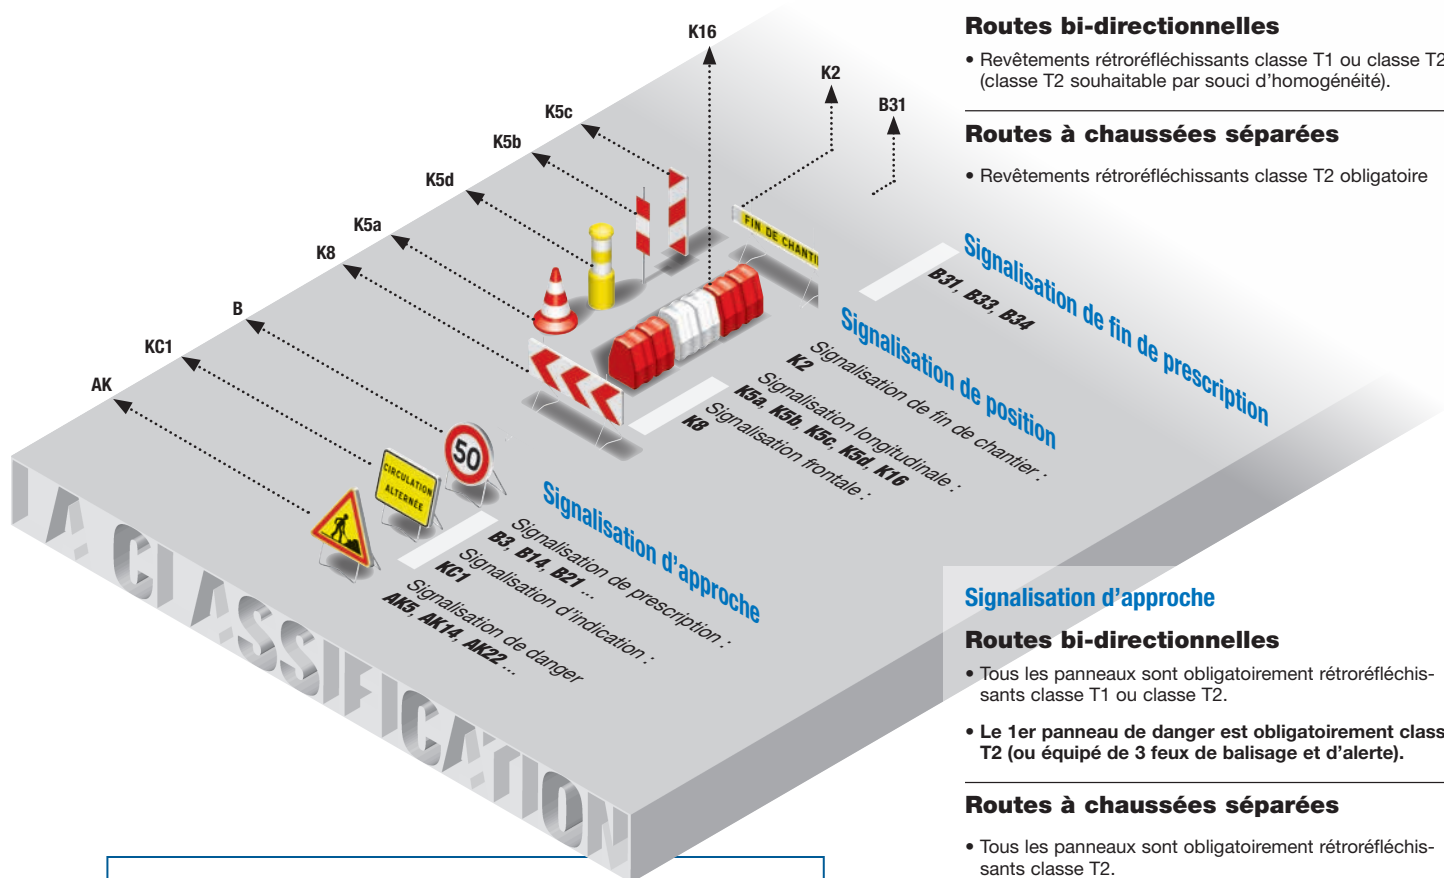 K16
K2
B31
K5c
K5b
K5d
K5a
K8
B
KC1
AK
FIN DE CHANTI
50
CIRCULATION
ALTERNÉE
Routes bi-directionnelles
• Revêtements rétroréfléchissants classe T1 ou classe T2
(classe T2 souhaitable par souci d'homogénéité).
Routes à chaussées séparées
• Revêtements rétroréfléchissants classe T2 obligatoire
Signalisation de fin de prescription
B31, B33, B34
Signalisation de position
Signalisation de fin de chantier :
K2
Signalisation longitudinale :
K5a, K5b, K5c, K5d, K16
Signalisation frontale :
K8
Signalisation d'approche
Signalisation de prescription :
B3, B14, B21 ...
Signalisation d'indication :
KC1
Signalisation de danger
AK5, AK14, AK22 ...
LA CLASSIFICATION
Signalisation d'approche
Routes bi-directionnelles
• Tous les panneaux sont obligatoirement rétroréfléchis-
sants classe T1 ou classe T2.
• Le 1er panneau de danger est obligatoirement class
T2 (ou équipé de 3 feux de balisage et d'alerte).
Routes à chaussées séparées
• Tous les panneaux sont obligatoirement rétroréfléchis-
sants classe T2.